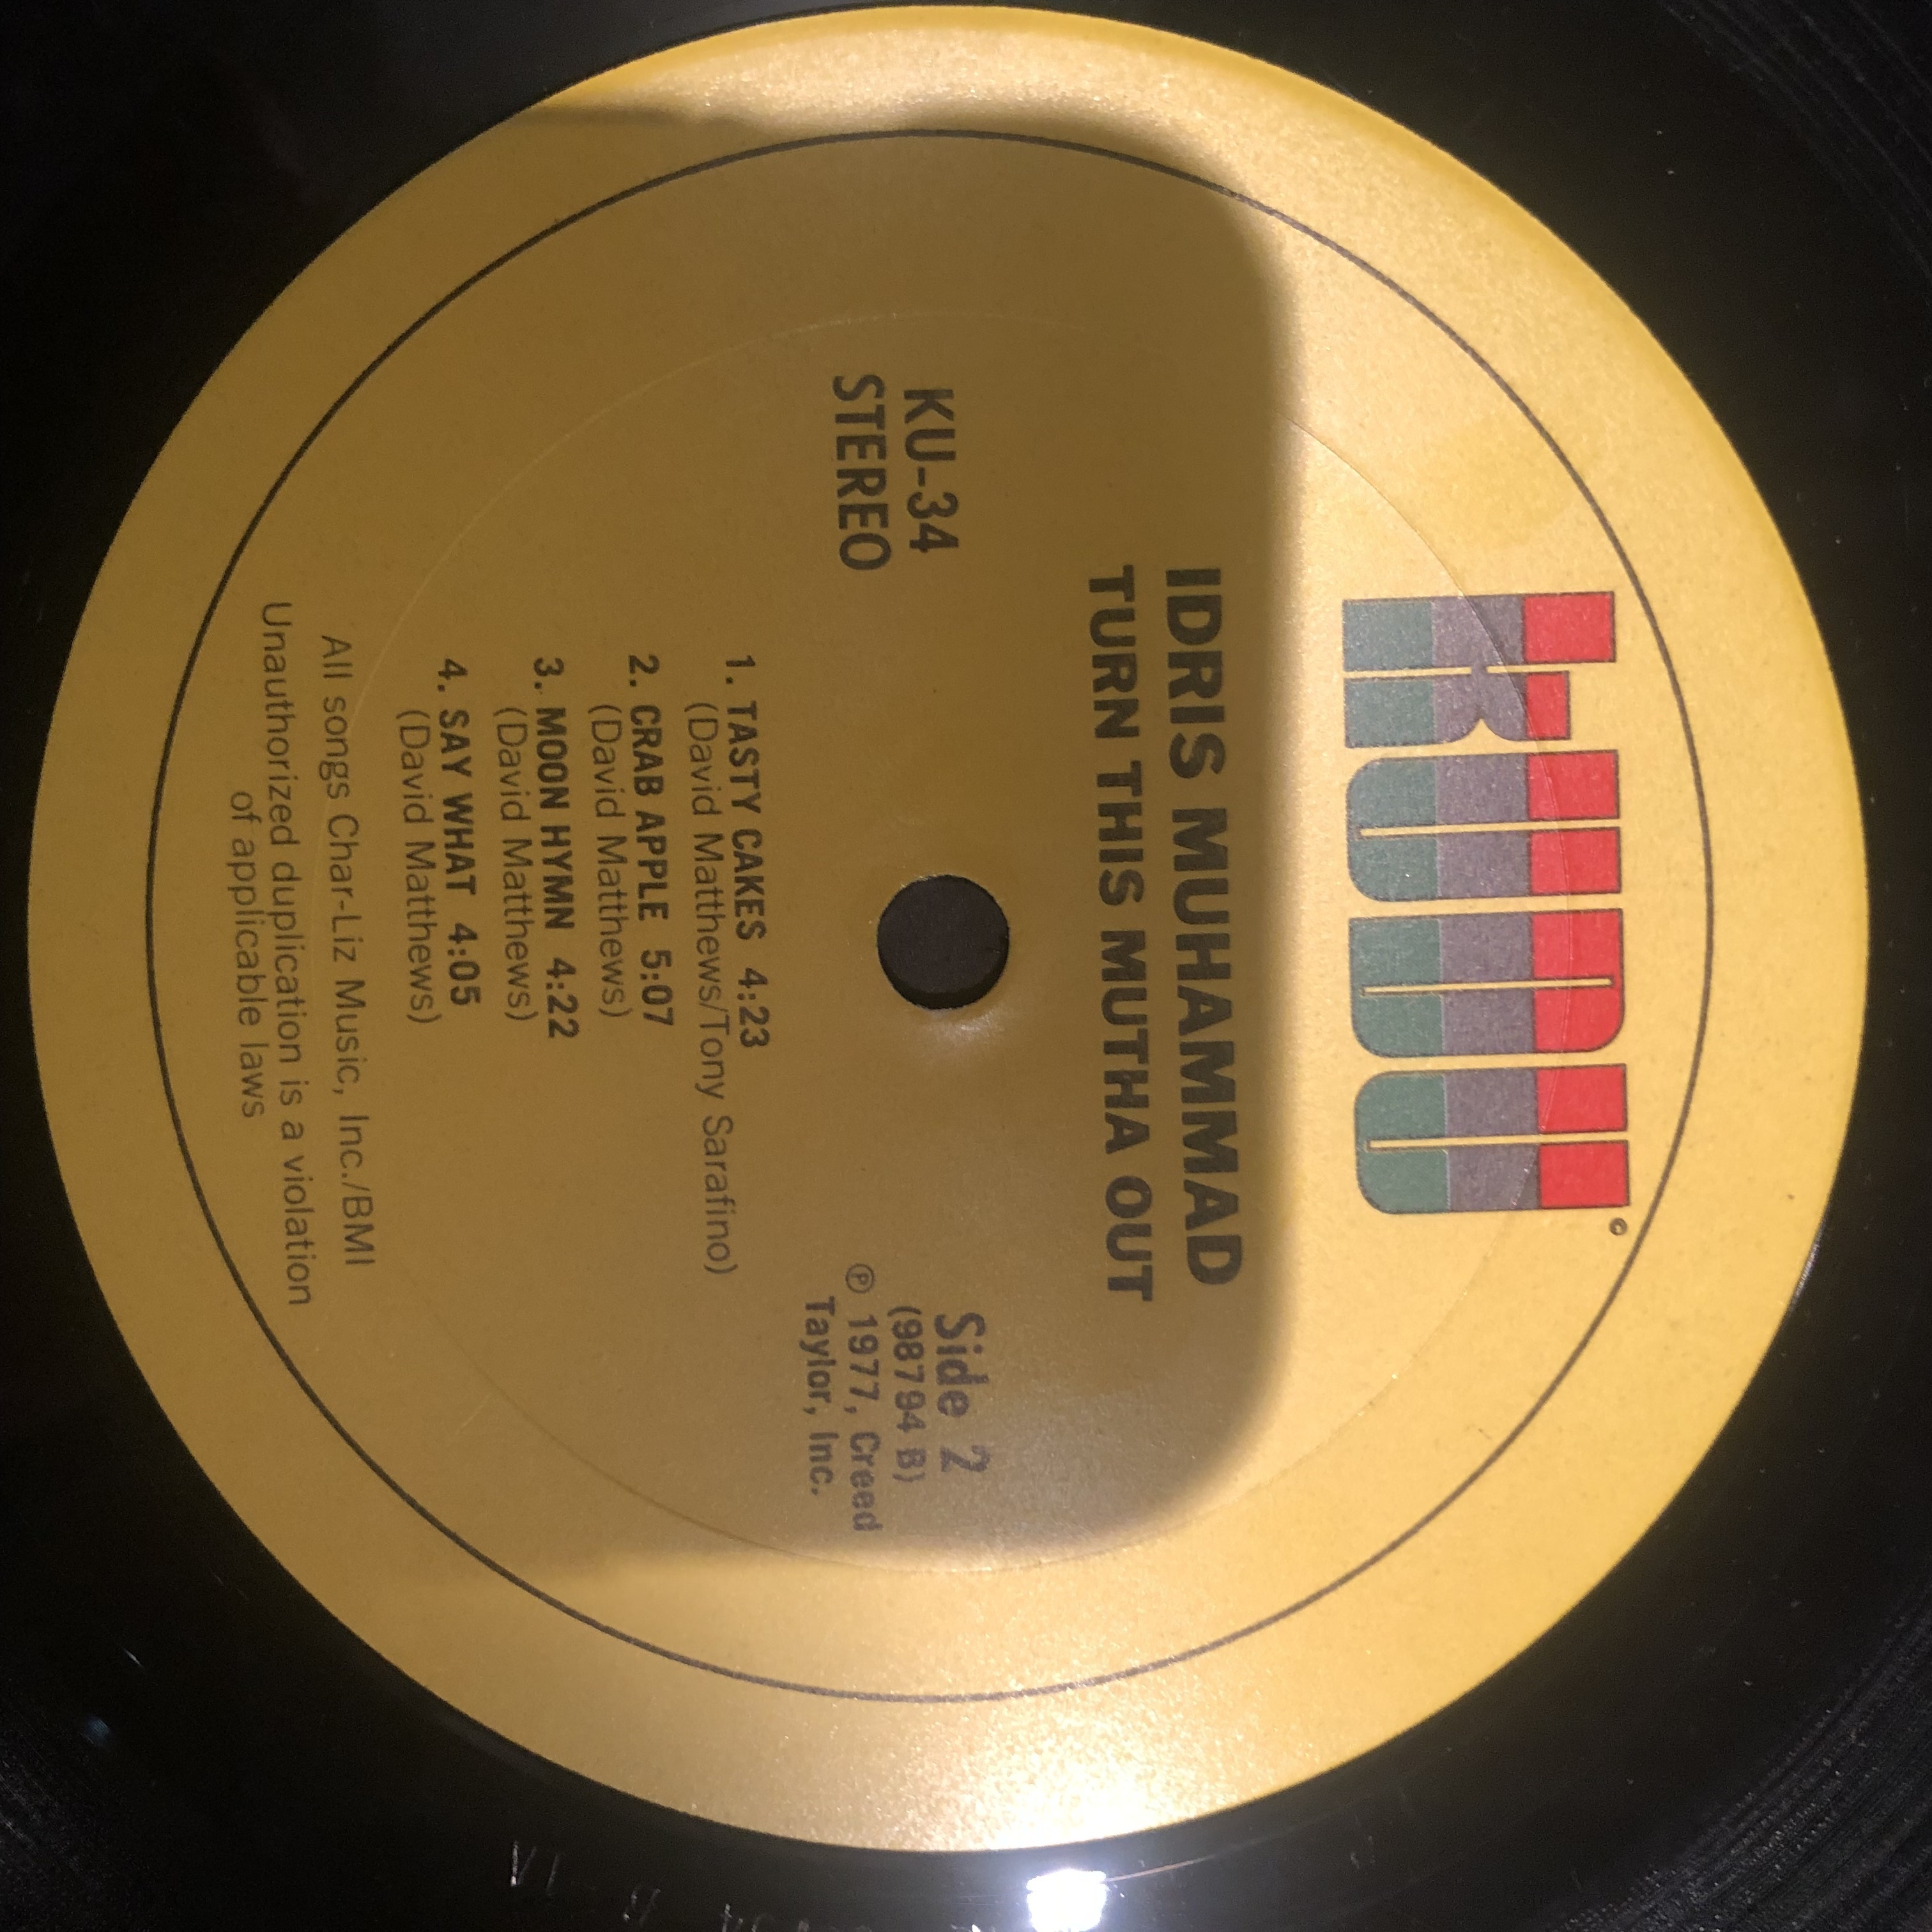 KUDU
©
IDRIS MUHAMMAD
TURN THIS MUTHA OUT
KU-34
STEREO
Side 2
(98794 B)
℗ 1977, Creed
Taylor, Inc.
1. TASTY CAKES 4:23
(David Matthews/Tony Sarafino)
2. CRAB APPLE 5:07
(David Matthews)
3. MOON HYMN 4:22
(David Matthews)
4. SAY WHAT 4:05
(David Matthews)
All songs Char-Liz Music, Inc./BMI
Unauthorized duplication is a violation
of applicable laws